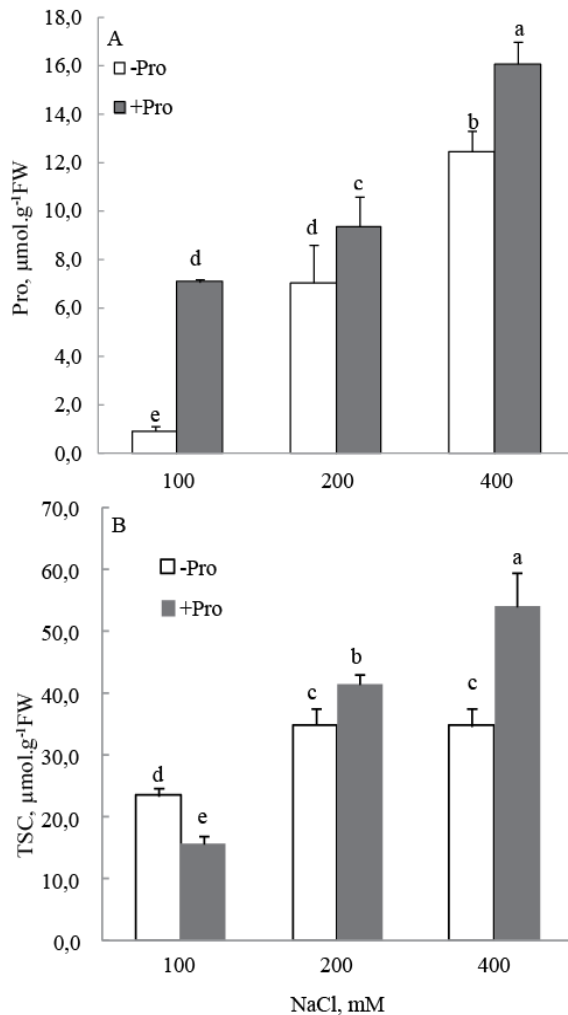 18,0
A
a
16,0
-Pro
14,0
+Pro
b
12,0
c
10,0
d
d
8,0
6,0
4,0
2,0
e
0,0
Pro, µmol.g⁻¹FW
100 200 400
70,0
B
a
60,0
-Pro
+Pro
50,0
b
40,0
c c
30,0
d
20,0
e
10,0
0,0
TSC, µmol.g⁻¹FW
100 200 400
NaCl, mM